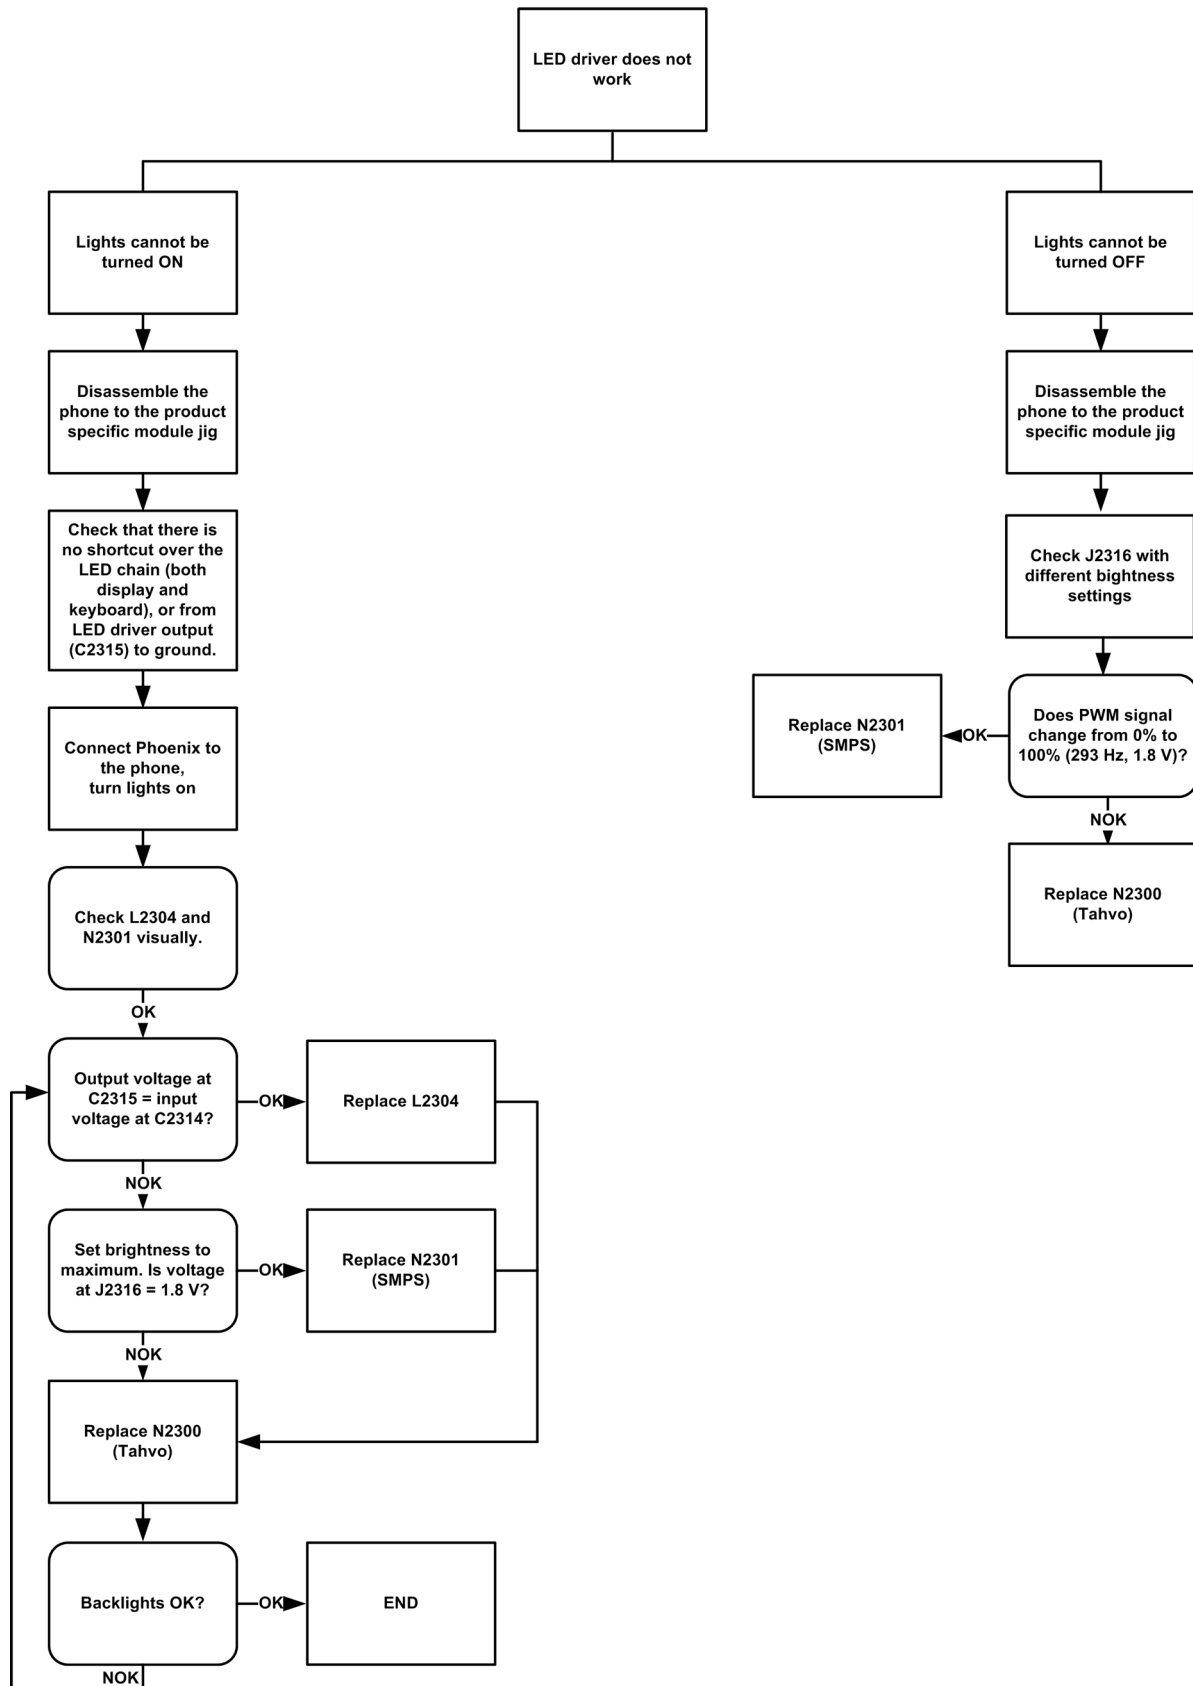 LED driver does not
work
Lights cannot be
turned ON
Lights cannot be
turned OFF
Disassemble the
phone to the product
specific module jig
Disassemble the
phone to the product
specific module jig
Check that there is
no shortcut over the
LED chain (both
display and
keyboard), or from
LED driver output
(C2315) to ground.
Check J2316 with
different bightness
settings
Connect Phoenix to
the phone,
turn lights on
Replace N2301
(SMPS)
OK
Does PWM signal
change from 0% to
100% (293 Hz, 1.8 V)?
NOK
Replace N2300
(Tahvo)
Check L2304 and
N2301 visually.
OK
Output voltage at
C2315 = input
voltage at C2314?
OK
Replace L2304
NOK
Set brightness to
maximum. Is voltage
at J2316 = 1.8 V?
OK
Replace N2301
(SMPS)
NOK
Replace N2300
(Tahvo)
Backlights OK?
OK
END
NOK